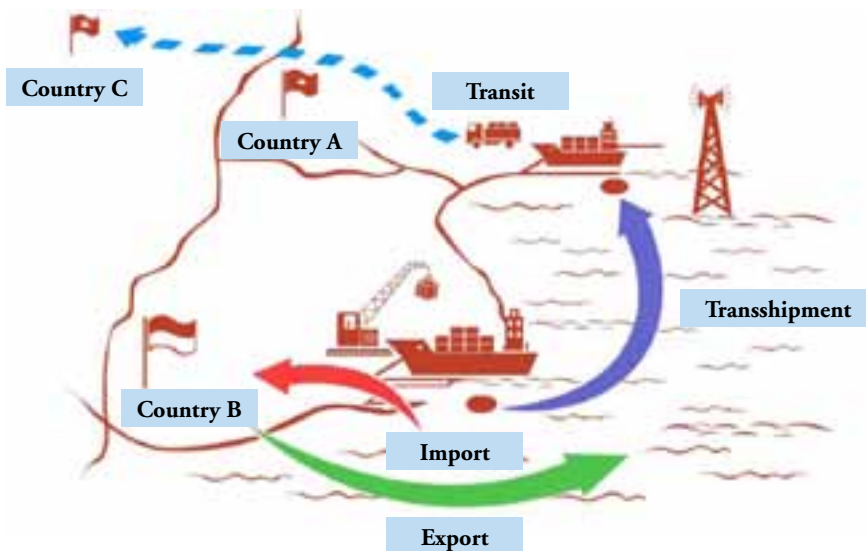 Country C
Transit
Country A
Transshipment
Country B
Import
Export